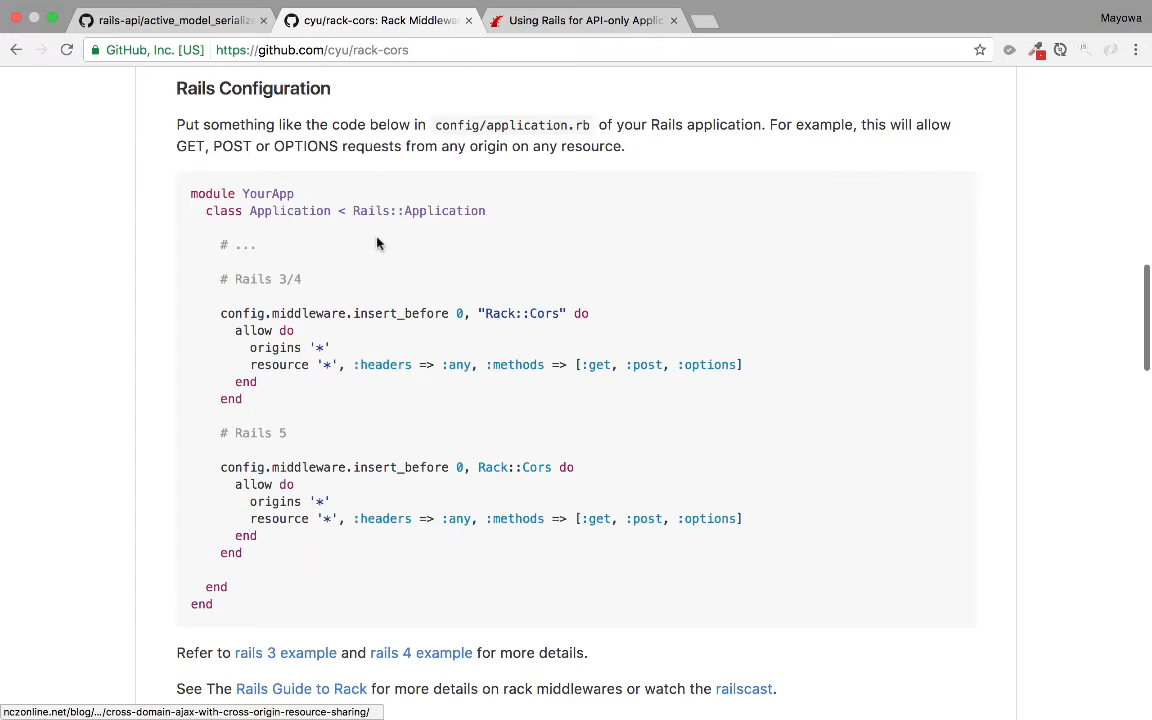 rails-api/active_model_serialize
cyu/rack-cors: Rack Middlewa
Using Rails for API-only Applic
Mayowa
GitHub, Inc. [US]
https://github.com/cyu/rack-cors
Rails Configuration
Put something like the code below in config/application.rb of your Rails application. For example, this will allow
GET, POST or OPTIONS requests from any origin on any resource.
module YourApp
  class Application < Rails::Application
    # ...
    # Rails 3/4
    config.middleware.insert_before 0, "Rack::Cors" do
      allow do
        origins '*'
        resource '*', :headers => :any, :methods => [:get, :post, :options]
      end
    end
    # Rails 5
    config.middleware.insert_before 0, Rack::Cors do
      allow do
        origins '*'
        resource '*', :headers => :any, :methods => [:get, :post, :options]
      end
    end
  end
end
Refer to rails 3 example and rails 4 example for more details.
See The Rails Guide to Rack for more details on rack middlewares or watch the railscast.
nczonline.net/blog/.../cross-domain-ajax-with-cross-origin-resource-sharing/